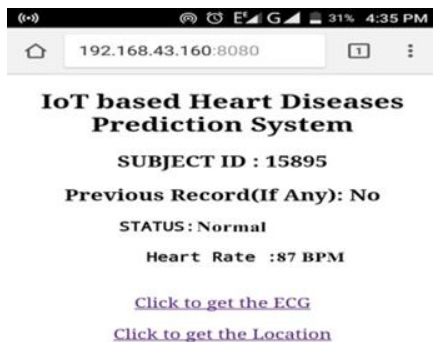 E G 31% 4:35 PM
192.168.43.160:8080 1
IoT based Heart Diseases
Prediction System
SUBJECT ID : 15895
Previous Record(If Any): No
STATUS:Normal
Heart Rate :87 BPM
Click to get the ECG
Click to get the Location